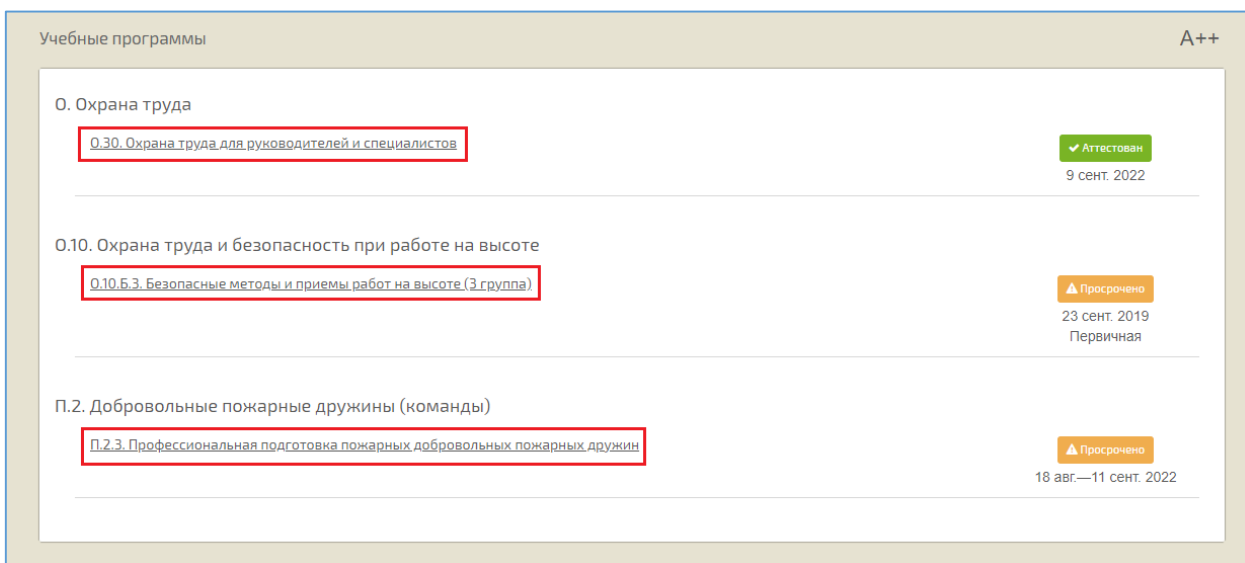 Учебные программы
A++
О. Охрана труда
О.30. Охрана труда для руководителей и специалистов
Аттестован
9 сент. 2022
О.10. Охрана труда и безопасность при работе на высоте
О.10.Б.3. Безопасные методы и приемы работ на высоте (3 группа)
Просрочено
23 сент. 2019
Первичная
П.2. Добровольные пожарные дружины (команды)
П.2.3. Профессиональная подготовка пожарных добровольных пожарных дружин
Просрочено
18 авг.—11 сент. 2022